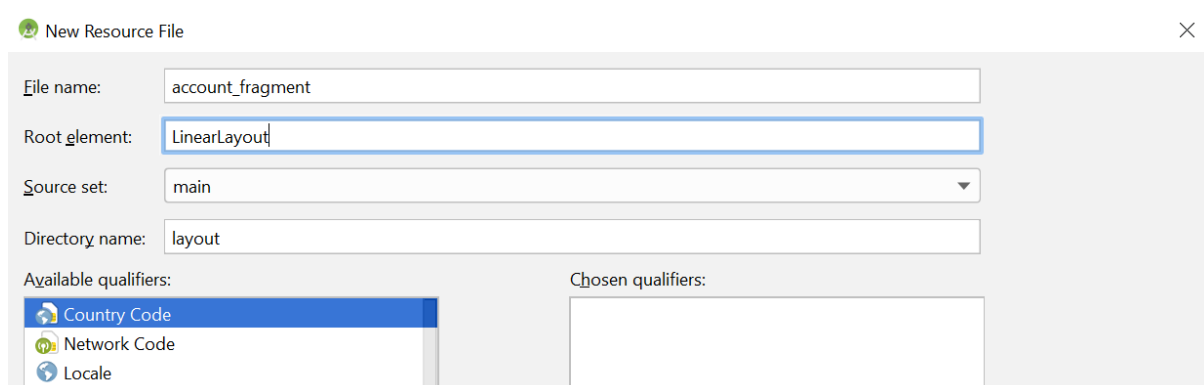 New Resource File
File name: account_fragment
Root element: LinearLayout
Source set: main
Directory name: layout
Available qualifiers: Chosen qualifiers:
Country Code
Network Code
Locale